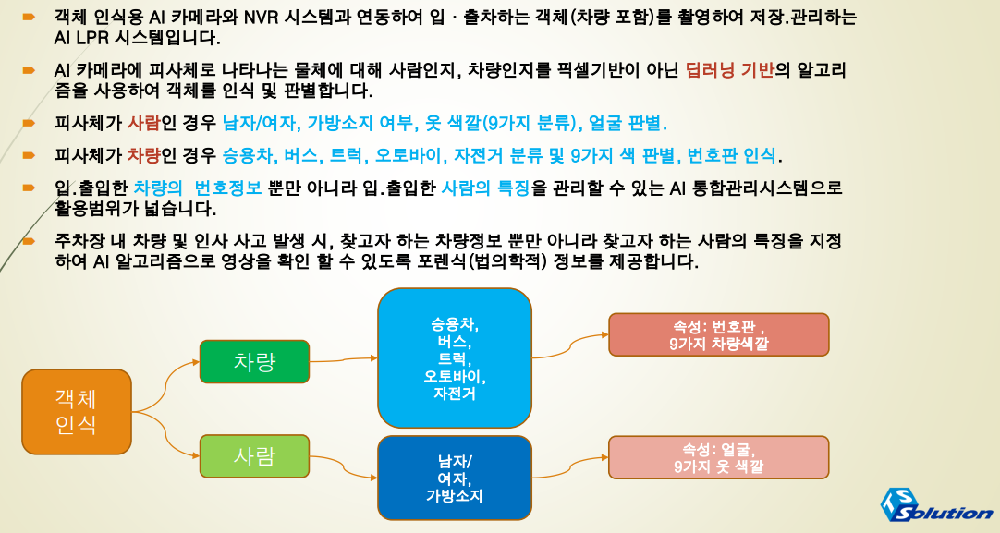 객체 인식용 AI 카메라와 NVR 시스템과 연동하여 입 · 출차하는 객체(차량 포함)를 촬영하여 저장.관리하는
AI LPR 시스템입니다.
AI 카메라에 피사체로 나타나는 물체에 대해 사람인지, 차량인지를 픽셀기반이 아닌 딥러닝 기반의 알고리
즘을 사용하여 객체를 인식 및 판별합니다.
피사체가 사람인 경우 남자/여자, 가방소지 여부, 옷 색깔(9가지 분류), 얼굴 판별.
피사체가 차량인 경우 승용차, 버스, 트럭, 오토바이, 자전거 분류 및 9가지 색 판별, 번호판 인식.
입.출입한 차량의 번호정보 뿐만 아니라 입.출입한 사람의 특징을 관리할 수 있는 AI 통합관리시스템으로
활용범위가 넓습니다.
주차장 내 차량 및 인사 사고 발생 시, 찾고자 하는 차량정보 뿐만 아니라 찾고자 하는 사람의 특징을 지정
하여 AI 알고리즘으로 영상을 확인 할 수 있도록 포렌식(법의학적) 정보를 제공합니다.
객체
인식
차량
승용차,
버스,
트럭,
오토바이,
자전거
속성: 번호판 ,
9가지 차량색깔
사람
남자/
여자,
가방소지
속성: 얼굴,
9가지 옷 색깔
TS Solution